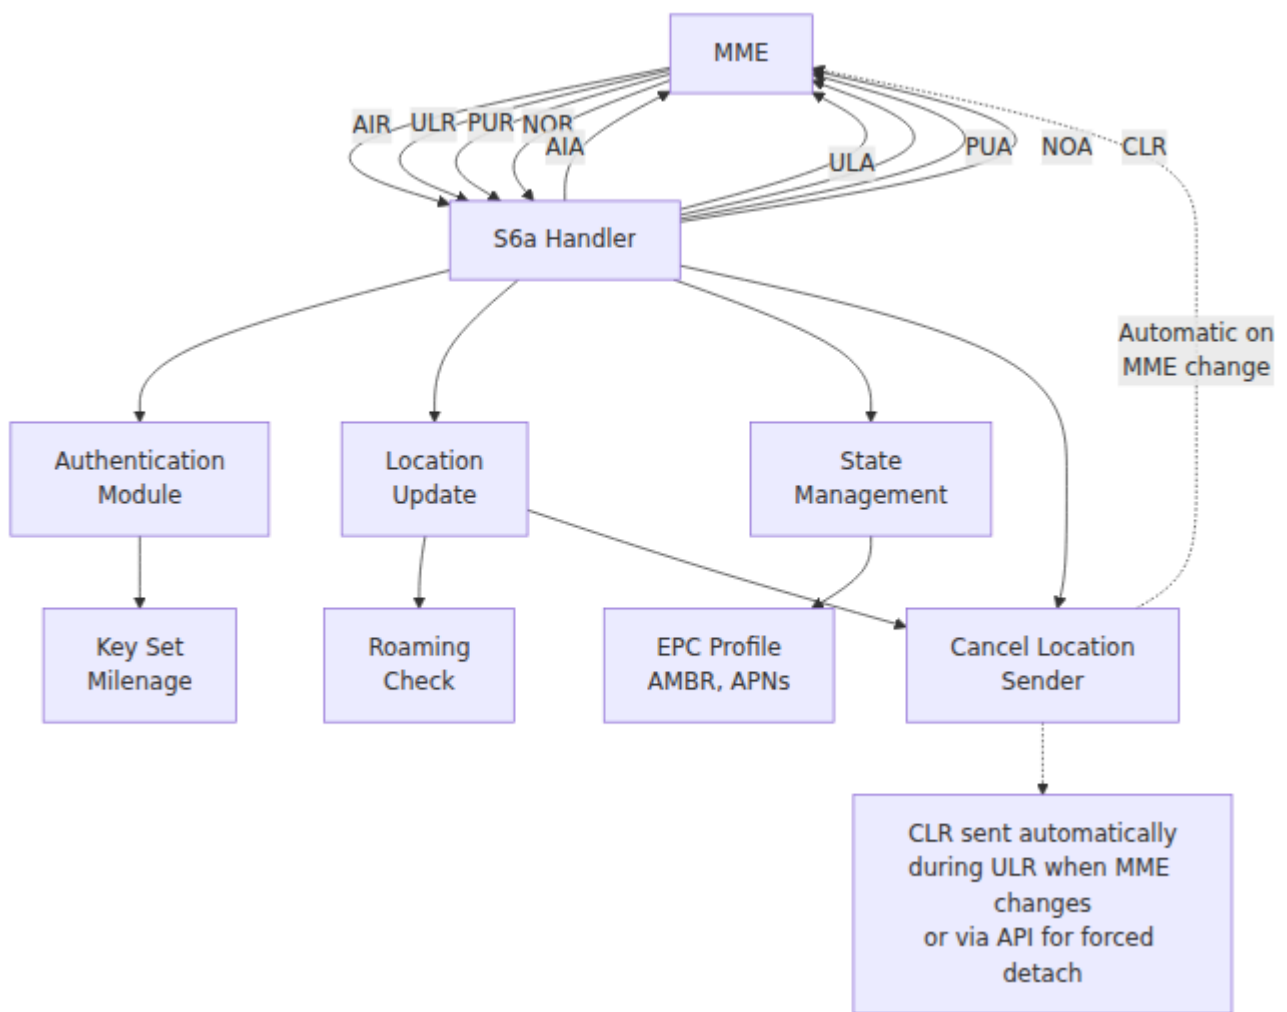 MME
AIR
ULR
PUR
NOR
AIA
ULA
PUA
NOA
CLR
S6a Handler
Automatic on
MME change
Authentication
Module
Location
Update
State
Management
Key Set
Milenage
Roaming
Check
EPC Profile
AMBR, APNs
Cancel Location
Sender
CLR sent automatically
during ULR when MME
changes
or via API for forced
detach